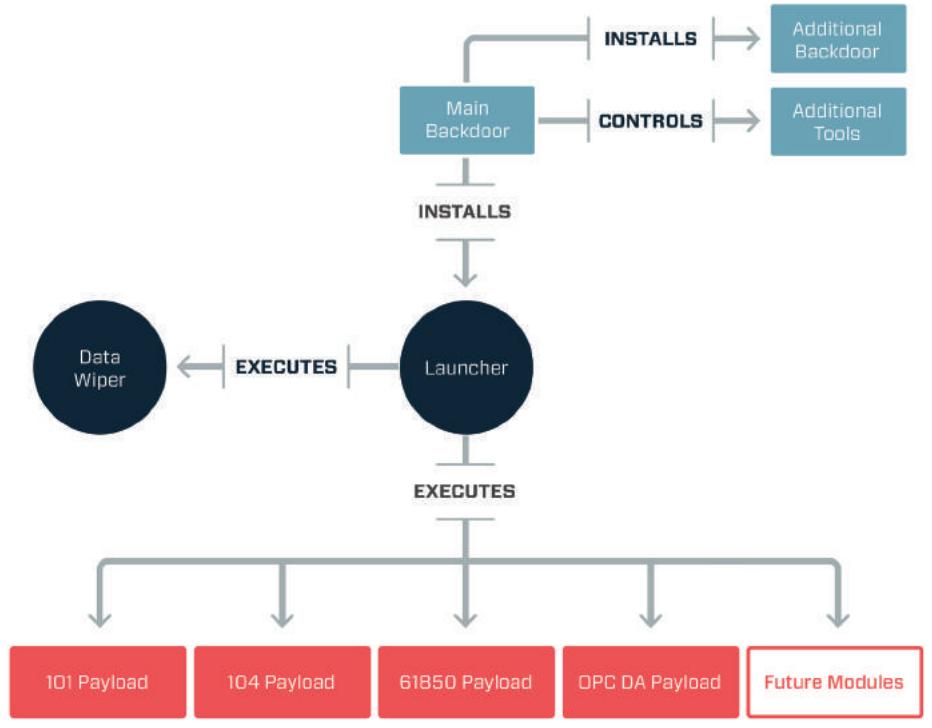 INSTALLS
Additional
Backdoor
Main
Backdoor
CONTROLS
Additional
Tools
INSTALLS
Data
Wiper
EXECUTES
Launcher
EXECUTES
101 Payload
104 Payload
61850 Payload
OPC DA Payload
Future Modules